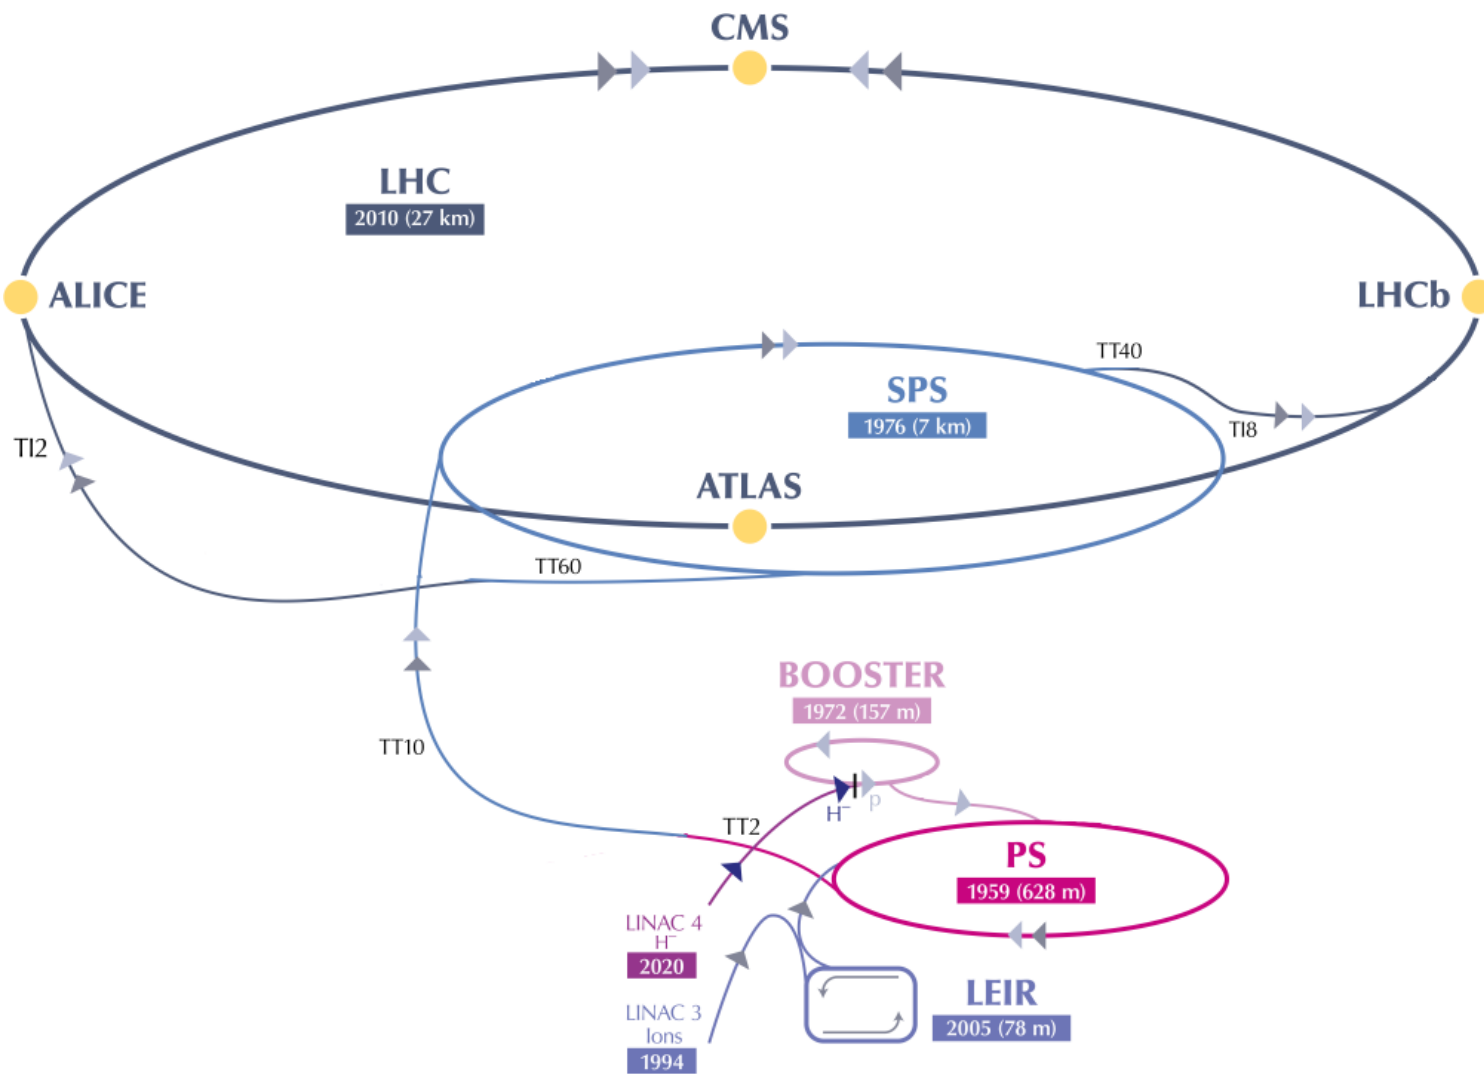 CMS
LHC
2010 (27 km)
ALICE
LHCb
TT40
SPS
1976 (7 km)
TI8
TI2
ATLAS
TT60
BOOSTER
1972 (157 m)
TT10
H⁻
p
TT2
PS
1959 (628 m)
LINAC 4
H⁻
2020
LEIR
2005 (78 m)
LINAC 3
Ions
1994